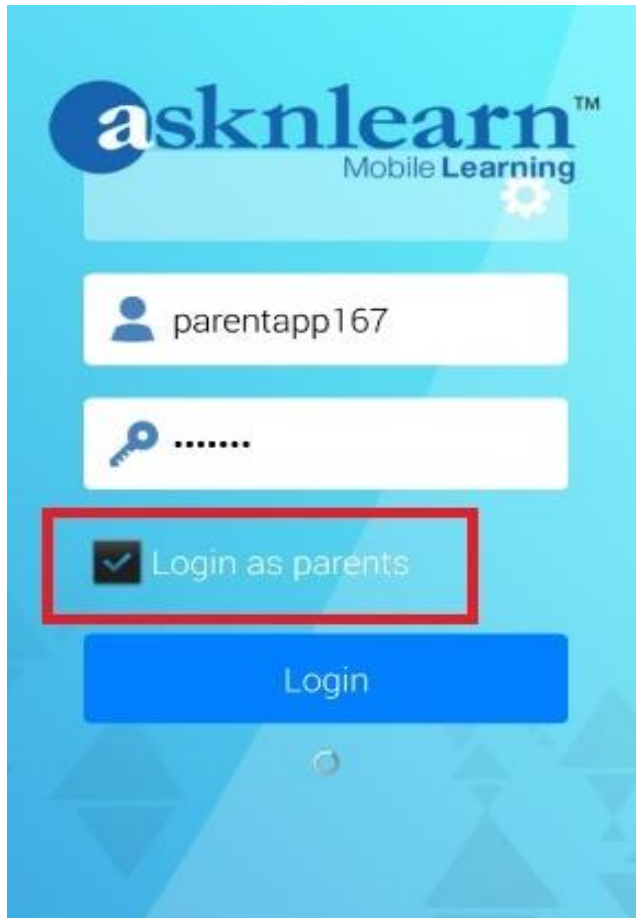 asknlearn™
Mobile Learning
parentapp167
.......
Login as parents
Login